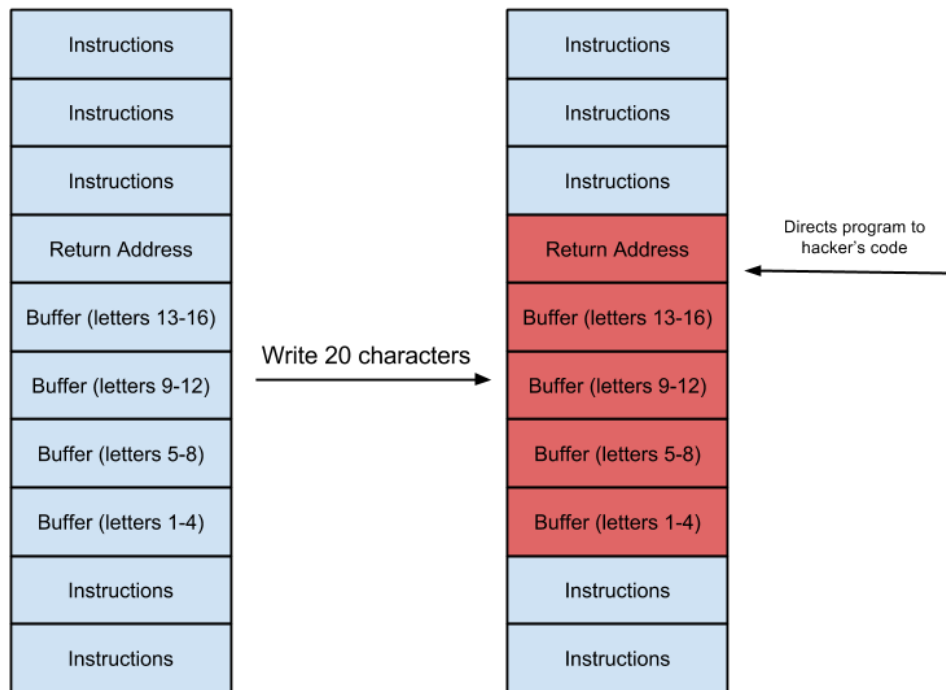 Instructions
Instructions
Instructions
Return Address
Buffer (letters 13-16)
Buffer (letters 9-12)
Buffer (letters 5-8)
Buffer (letters 1-4)
Instructions
Instructions
Write 20 characters
Instructions
Instructions
Instructions
Return Address
Buffer (letters 13-16)
Buffer (letters 9-12)
Buffer (letters 5-8)
Buffer (letters 1-4)
Instructions
Instructions
Directs program to
hacker's code